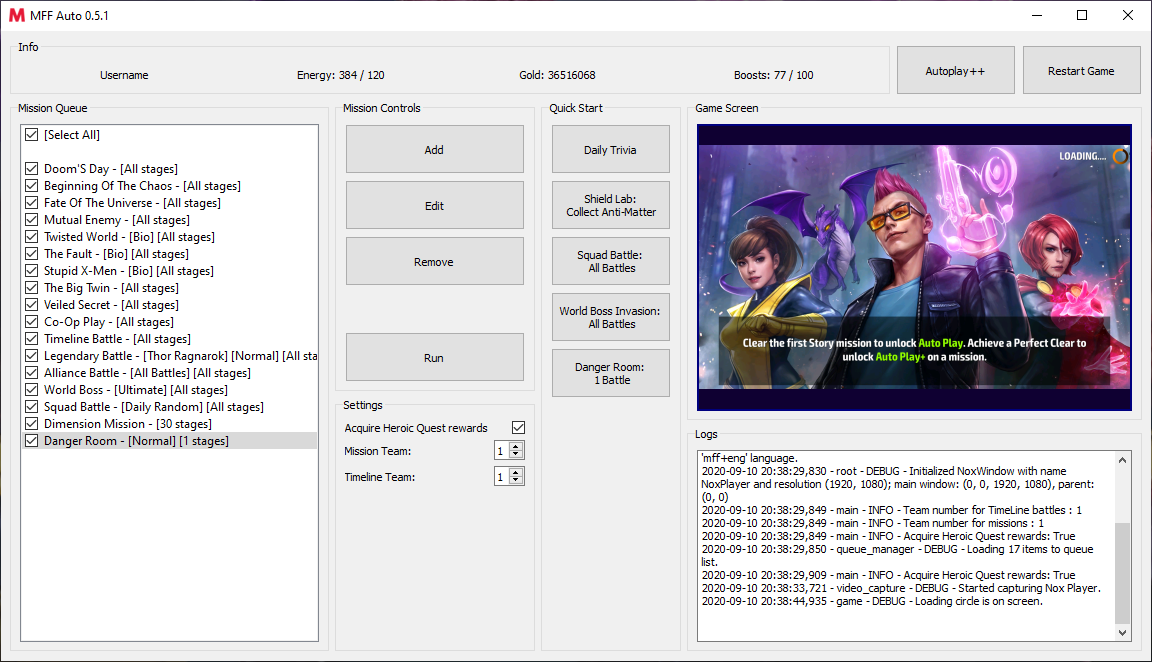 MFF Auto 0.5.1
Info
Username
Energy: 384 / 120
Gold: 36516068
Boosts: 77 / 100
Autoplay++
Restart Game
Mission Queue
[Select All]
Doom'S Day - [All stages]
Beginning Of The Chaos - [All stages]
Fate Of The Universe - [All stages]
Mutual Enemy - [All stages]
Twisted World - [Bio] [All stages]
The Fault - [Bio] [All stages]
Stupid X-Men - [Bio] [All stages]
The Big Twin - [All stages]
Veiled Secret - [All stages]
Co-Op Play - [All stages]
Timeline Battle - [All stages]
Legendary Battle - [Thor Ragnarok] [Normal] [All sta
Alliance Battle - [All Battles] [All stages]
World Boss - [Ultimate] [All stages]
Squad Battle - [Daily Random] [All stages]
Dimension Mission - [30 stages]
Danger Room - [Normal] [1 stages]
Mission Controls
Add
Edit
Remove
Run
Settings
Acquire Heroic Quest rewards
Mission Team:
1
Timeline Team:
1
Quick Start
Daily Trivia
Shield Lab:
Collect Anti-Matter
Squad Battle:
All Battles
World Boss Invasion:
All Battles
Danger Room:
1 Battle
Game Screen
LOADING....
Clear the first Story mission to unlock Auto Play. Achieve a Perfect Clear to
unlock Auto Play+ on a mission.
Logs
'mff+eng' language.
2020-09-10 20:38:29,830 - root - DEBUG - Initialized NoxWindow with name
NoxPlayer and resolution (1920, 1080); main window: (0, 0, 1920, 1080), parent:
(0, 0)
2020-09-10 20:38:29,849 - main - INFO - Team number for TimeLine battles : 1
2020-09-10 20:38:29,849 - main - INFO - Team number for missions : 1
2020-09-10 20:38:29,849 - main - INFO - Acquire Heroic Quest rewards: True
2020-09-10 20:38:29,850 - queue_manager - DEBUG - Loading 17 items to queue
list.
2020-09-10 20:38:29,909 - main - INFO - Acquire Heroic Quest rewards: True
2020-09-10 20:38:33,721 - video_capture - DEBUG - Started capturing Nox Player.
2020-09-10 20:38:44,935 - game - DEBUG - Loading circle is on screen.